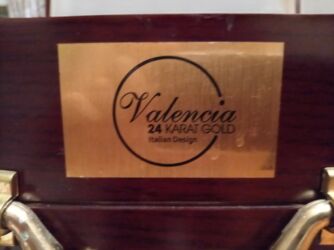 Valencia
24 KARAT GOLD
Italian Design